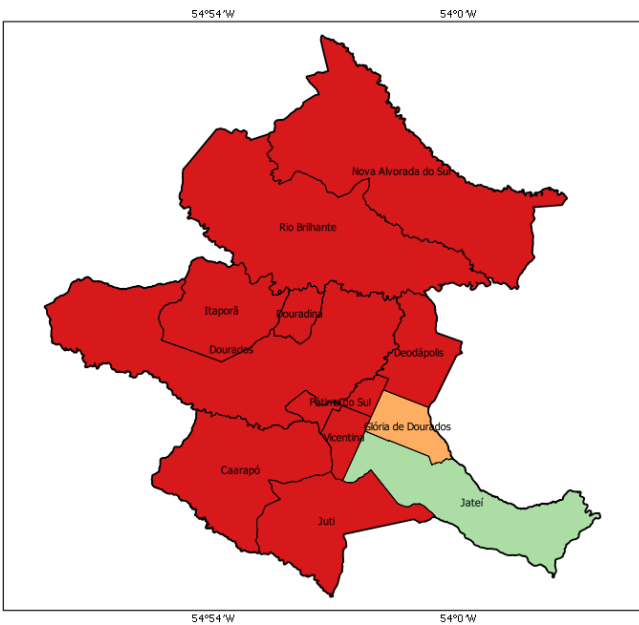 54°54'W 54°0'W
Nova Alvorada do Sul
Rio Brilhante
Itaporã
Douradina
Dourados
Deodápolis
Fátima do Sul
Glória de Dourados
Vicentina
Caarapó
Jateí
Juti
54°54'W 54°0'W